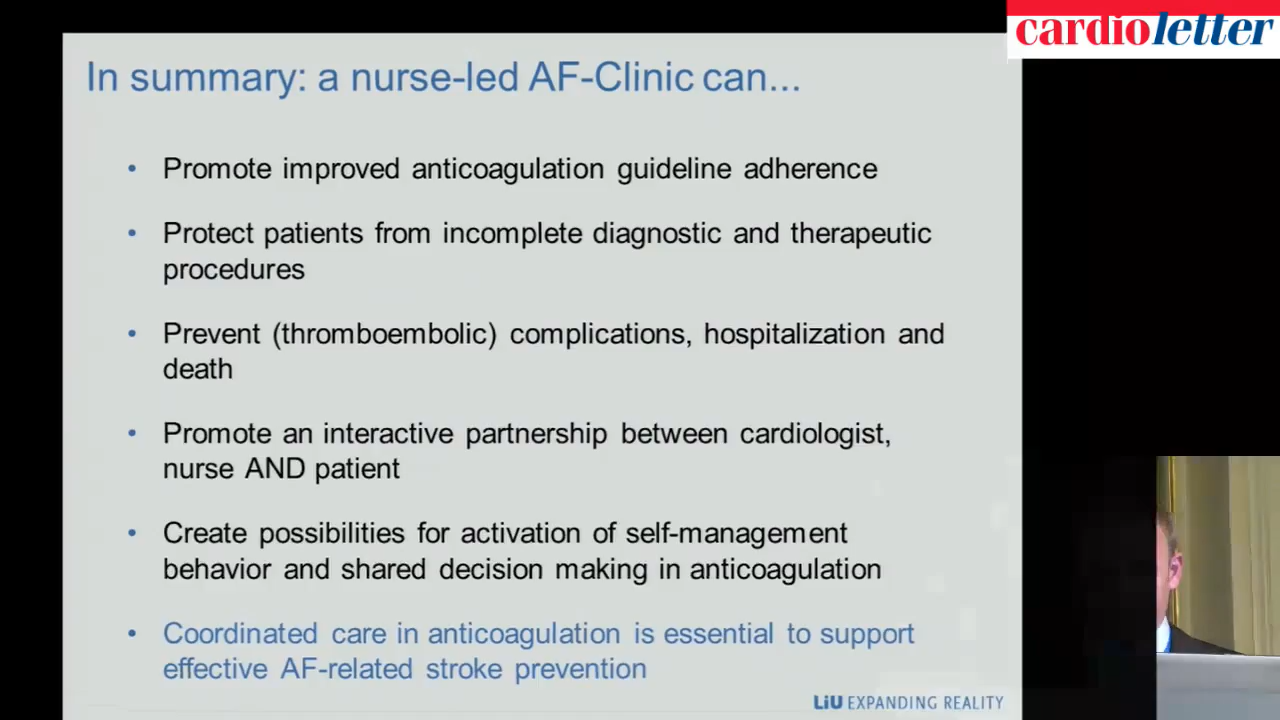 cardioletter
In summary: a nurse-led AF-Clinic can...
• Promote improved anticoagulation guideline adherence
• Protect patients from incomplete diagnostic and therapeutic
procedures
• Prevent (thromboembolic) complications, hospitalization and
death
• Promote an interactive partnership between cardiologist,
nurse AND patient
• Create possibilities for activation of self-management
behavior and shared decision making in anticoagulation
• Coordinated care in anticoagulation is essential to support
effective AF-related stroke prevention
LiU EXPANDING REALITY